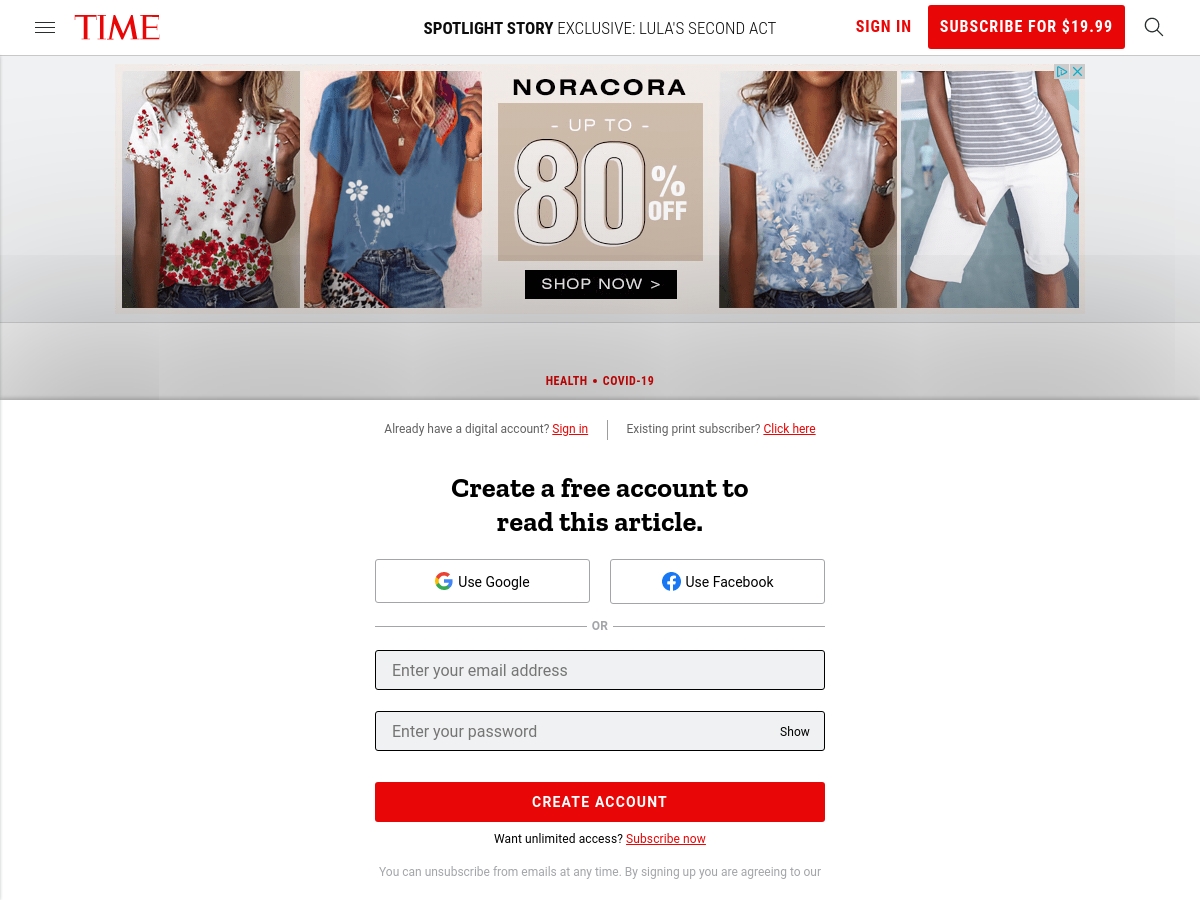 TIME
SPOTLIGHT STORY EXCLUSIVE: LULA'S SECOND ACT
SIGN IN
SUBSCRIBE FOR $19.99
NORACORA
- UP TO -
80% OFF
SHOP NOW >
HEALTH • COVID-19
Already have a digital account? Sign in
Existing print subscriber? Click here
Create a free account to
read this article.
Use Google
Use Facebook
OR
Enter your email address
Enter your password
Show
CREATE ACCOUNT
Want unlimited access? Subscribe now
You can unsubscribe from emails at any time. By signing up you are agreeing to our